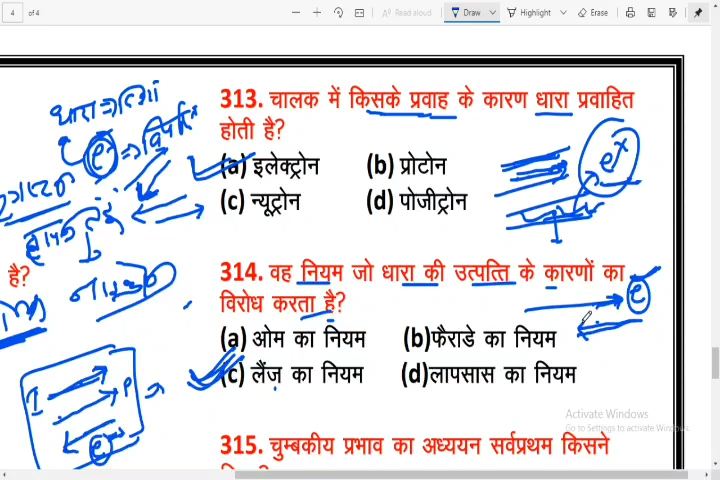 4 of 4 Read aloud Draw Highlight Erase
313. चालक में किसके प्रवाह के कारण धारा प्रवाहित
होती है?
(a) इलेक्ट्रोन (b) प्रोटोन
(c) न्यूट्रोन (d) पोजीट्रोन
है?
314. वह नियम जो धारा की उत्पत्ति के कारणों का
विरोध करता है?
(a) ओम का नियम (b)फैराडे का नियम
(c) लैंज़ का नियम (d)लापसास का नियम
315. चुम्बकीय प्रभाव का अध्ययन सर्वप्रथम किसने
Activate Windows
Go to Settings to activate Windows.